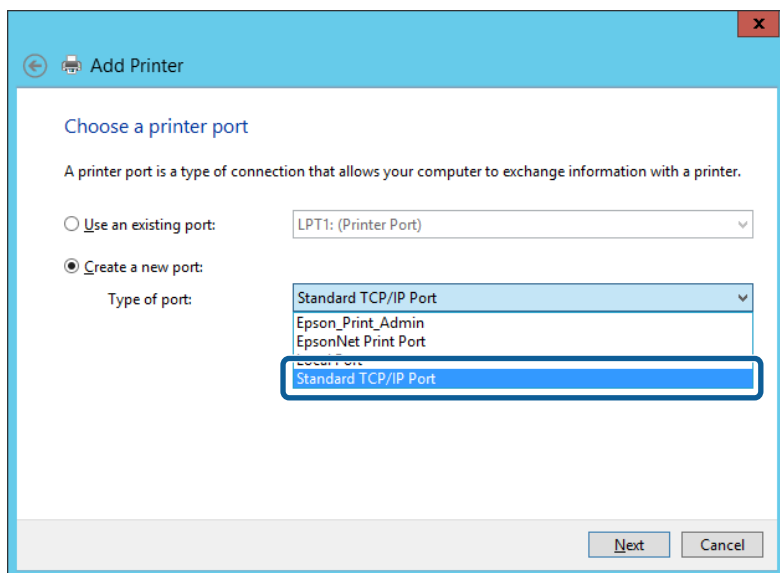 x
Add Printer
Choose a printer port
A printer port is a type of connection that allows your computer to exchange information with a printer.
Use an existing port: LPT1: (Printer Port)
Create a new port:
Type of port: Standard TCP/IP Port
Epson_Print_Admin
EpsonNet Print Port
Local Port
Standard TCP/IP Port
Next Cancel